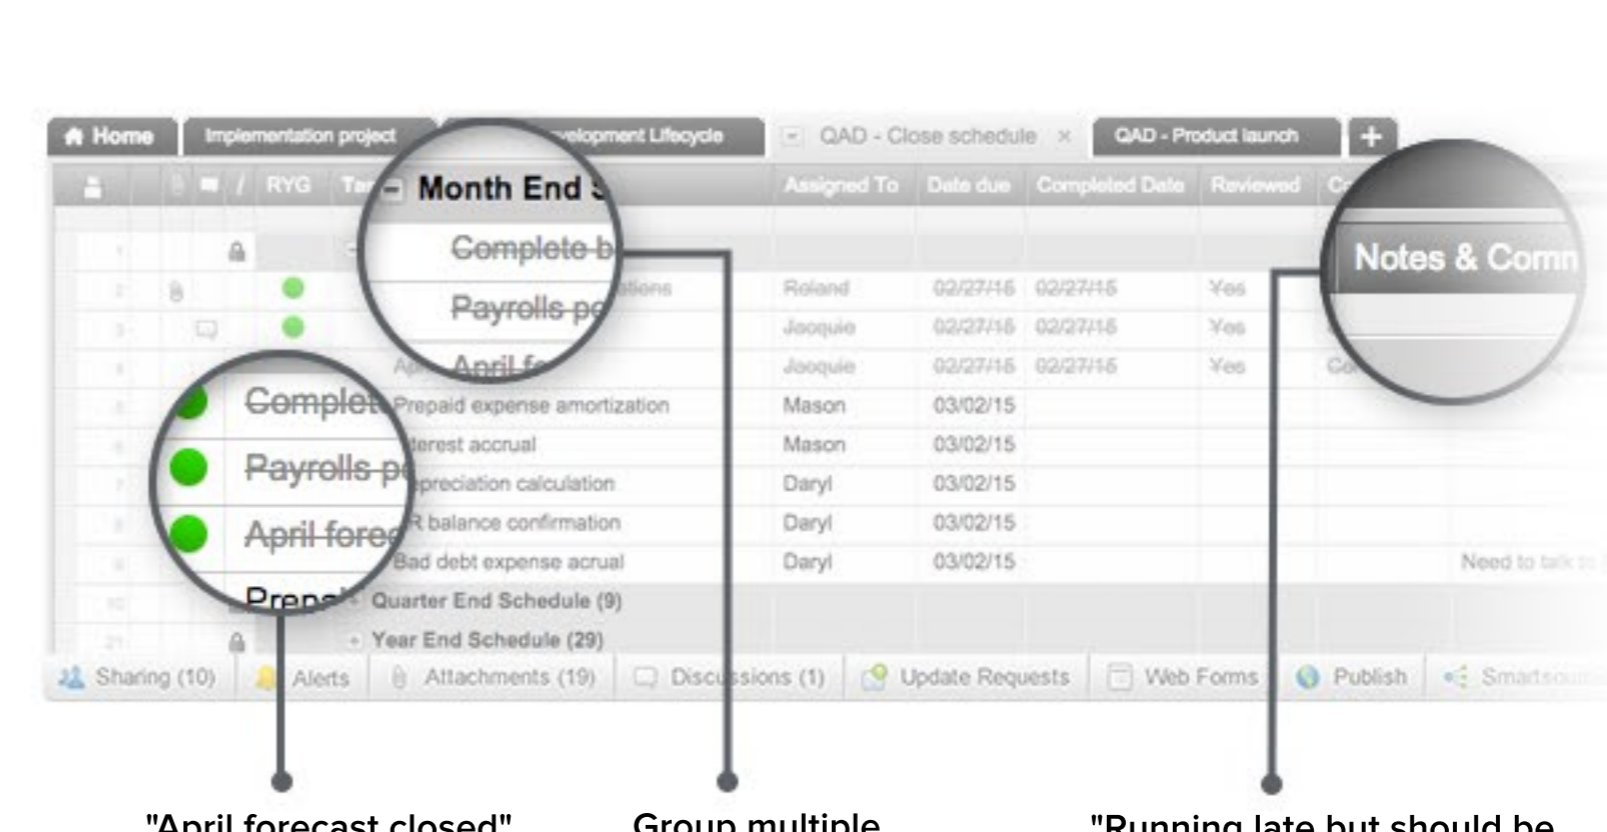 Home Implementation project velopment Lifecycle QAD - Close schedule × QAD - Product launch +
RYG Assigned To Date due Completed Date Reviewed
Month End S
Notes & Comm
Complete b
Payrolls po
April fo
Roland 02/27/15 02/27/15 Yes
Jacquie 02/27/15 02/27/15 Yes
Jacquie 02/27/15 02/27/15 Yes
Complet
Payrolls po
April forec
Prepai
Prepaid expense amortization Mason 03/02/15
terest accrual Mason 03/02/15
epreciation calculation Daryl 03/02/15
R balance confirmation Daryl 03/02/15
Bad debt expense acrual Daryl 03/02/15 Need to talk to
Quarter End Schedule (9)
Year End Schedule (29)
Sharing (10) Alerts Attachments (19) Discussions (1) Update Requests Web Forms Publish Smartsour
"April forecast closed" Group multiple "Running late but should be